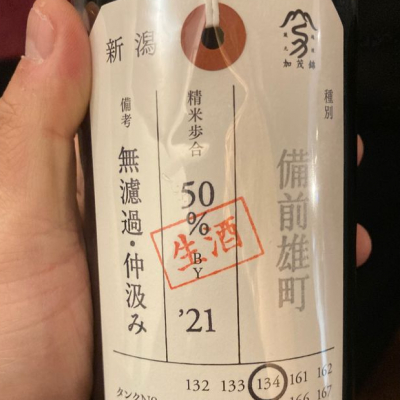 加茂錦
種別
備前雄町
精米歩合
50%
生酒
BY
'21
新潟
備考
無濾過・仲汲み
132 133 134 161 162
166 167
タンクNo